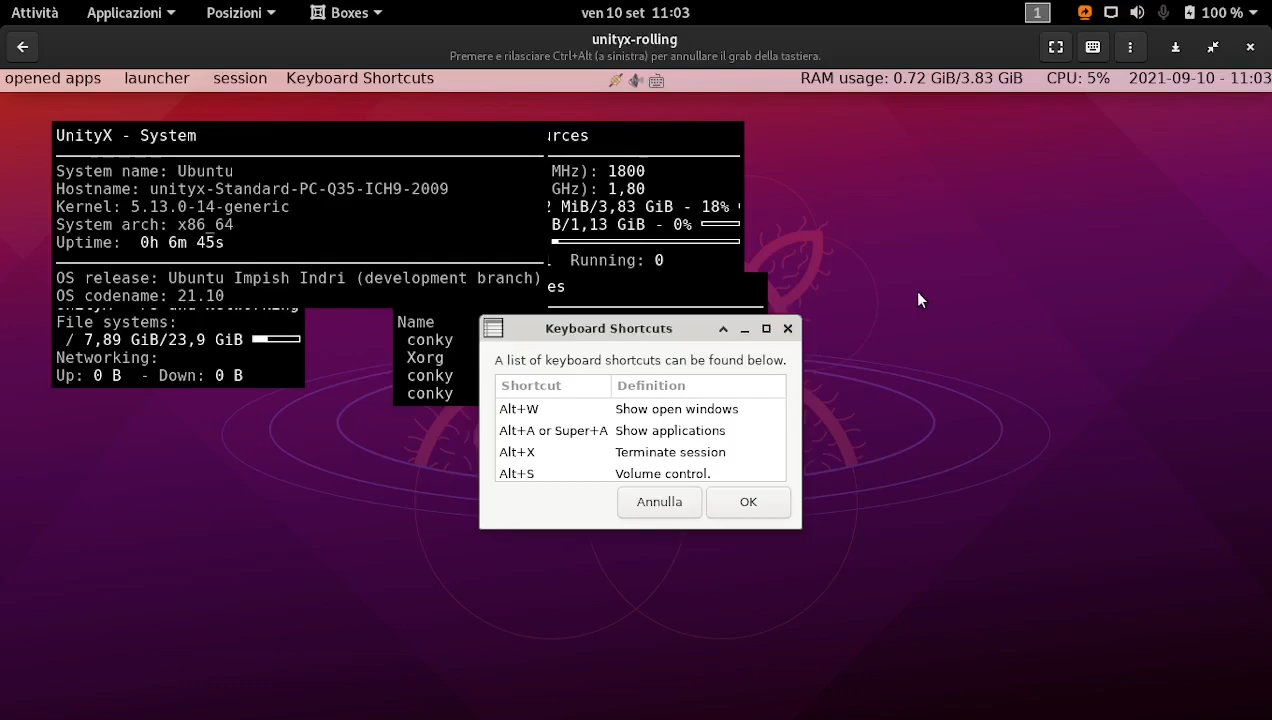 Attività Applicazioni Posizioni Boxes ven 10 set 11:03 1 100 %
unityx-rolling
Premere e rilasciare Ctrl+Alt (a sinistra) per annullare il grab della tastiera.
opened apps launcher session Keyboard Shortcuts RAM usage: 0.72 GiB/3.83 GiB CPU: 5% 2021-09-10 - 11:03
UnityX - System
System name: Ubuntu
Hostname: unityx-Standard-PC-Q35-ICH9-2009
Kernel: 5.13.0-14-generic
System arch: x86_64
Uptime: 0h 6m 45s
OS release: Ubuntu Impish Indri (development branch)
OS codename: 21.10
urces
MHz): 1800
GHz): 1,80
2 MiB/3,83 GiB - 18%
B/1,13 GiB - 0%
Running: 0
es
File systems:
/ 7,89 GiB/23,9 GiB
Networking:
Up: 0 B - Down: 0 B
Name
conky
Xorg
conky
conky
Keyboard Shortcuts
A list of keyboard shortcuts can be found below.
Shortcut Definition
Alt+W Show open windows
Alt+A or Super+A Show applications
Alt+X Terminate session
Alt+S Volume control.
Annulla OK